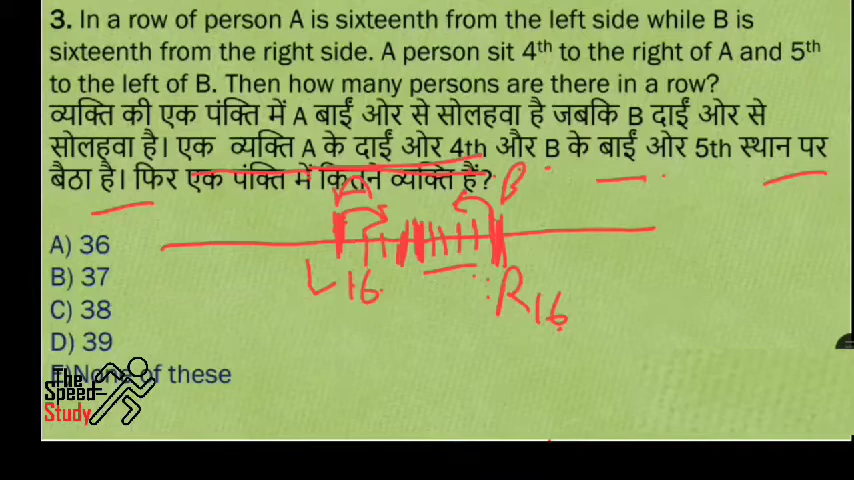 3. In a row of person A is sixteenth from the left side while B is
sixteenth from the right side. A person sit 4th to the right of A and 5th
to the left of B. Then how many persons are there in a row?
व्यक्ति की एक पंक्ति में A बाईं ओर से सोलहवा है जबकि B दाईं ओर से
सोलहवा है। एक व्यक्ति A के दाईं ओर 4th और B के बाईं ओर 5th स्थान पर
बैठा है। फिर एक पंक्ति में कितने व्यक्ति हैं?
A B
L16 R16
A) 36
B) 37
C) 38
D) 39
E)None of these
The
Speed
Study